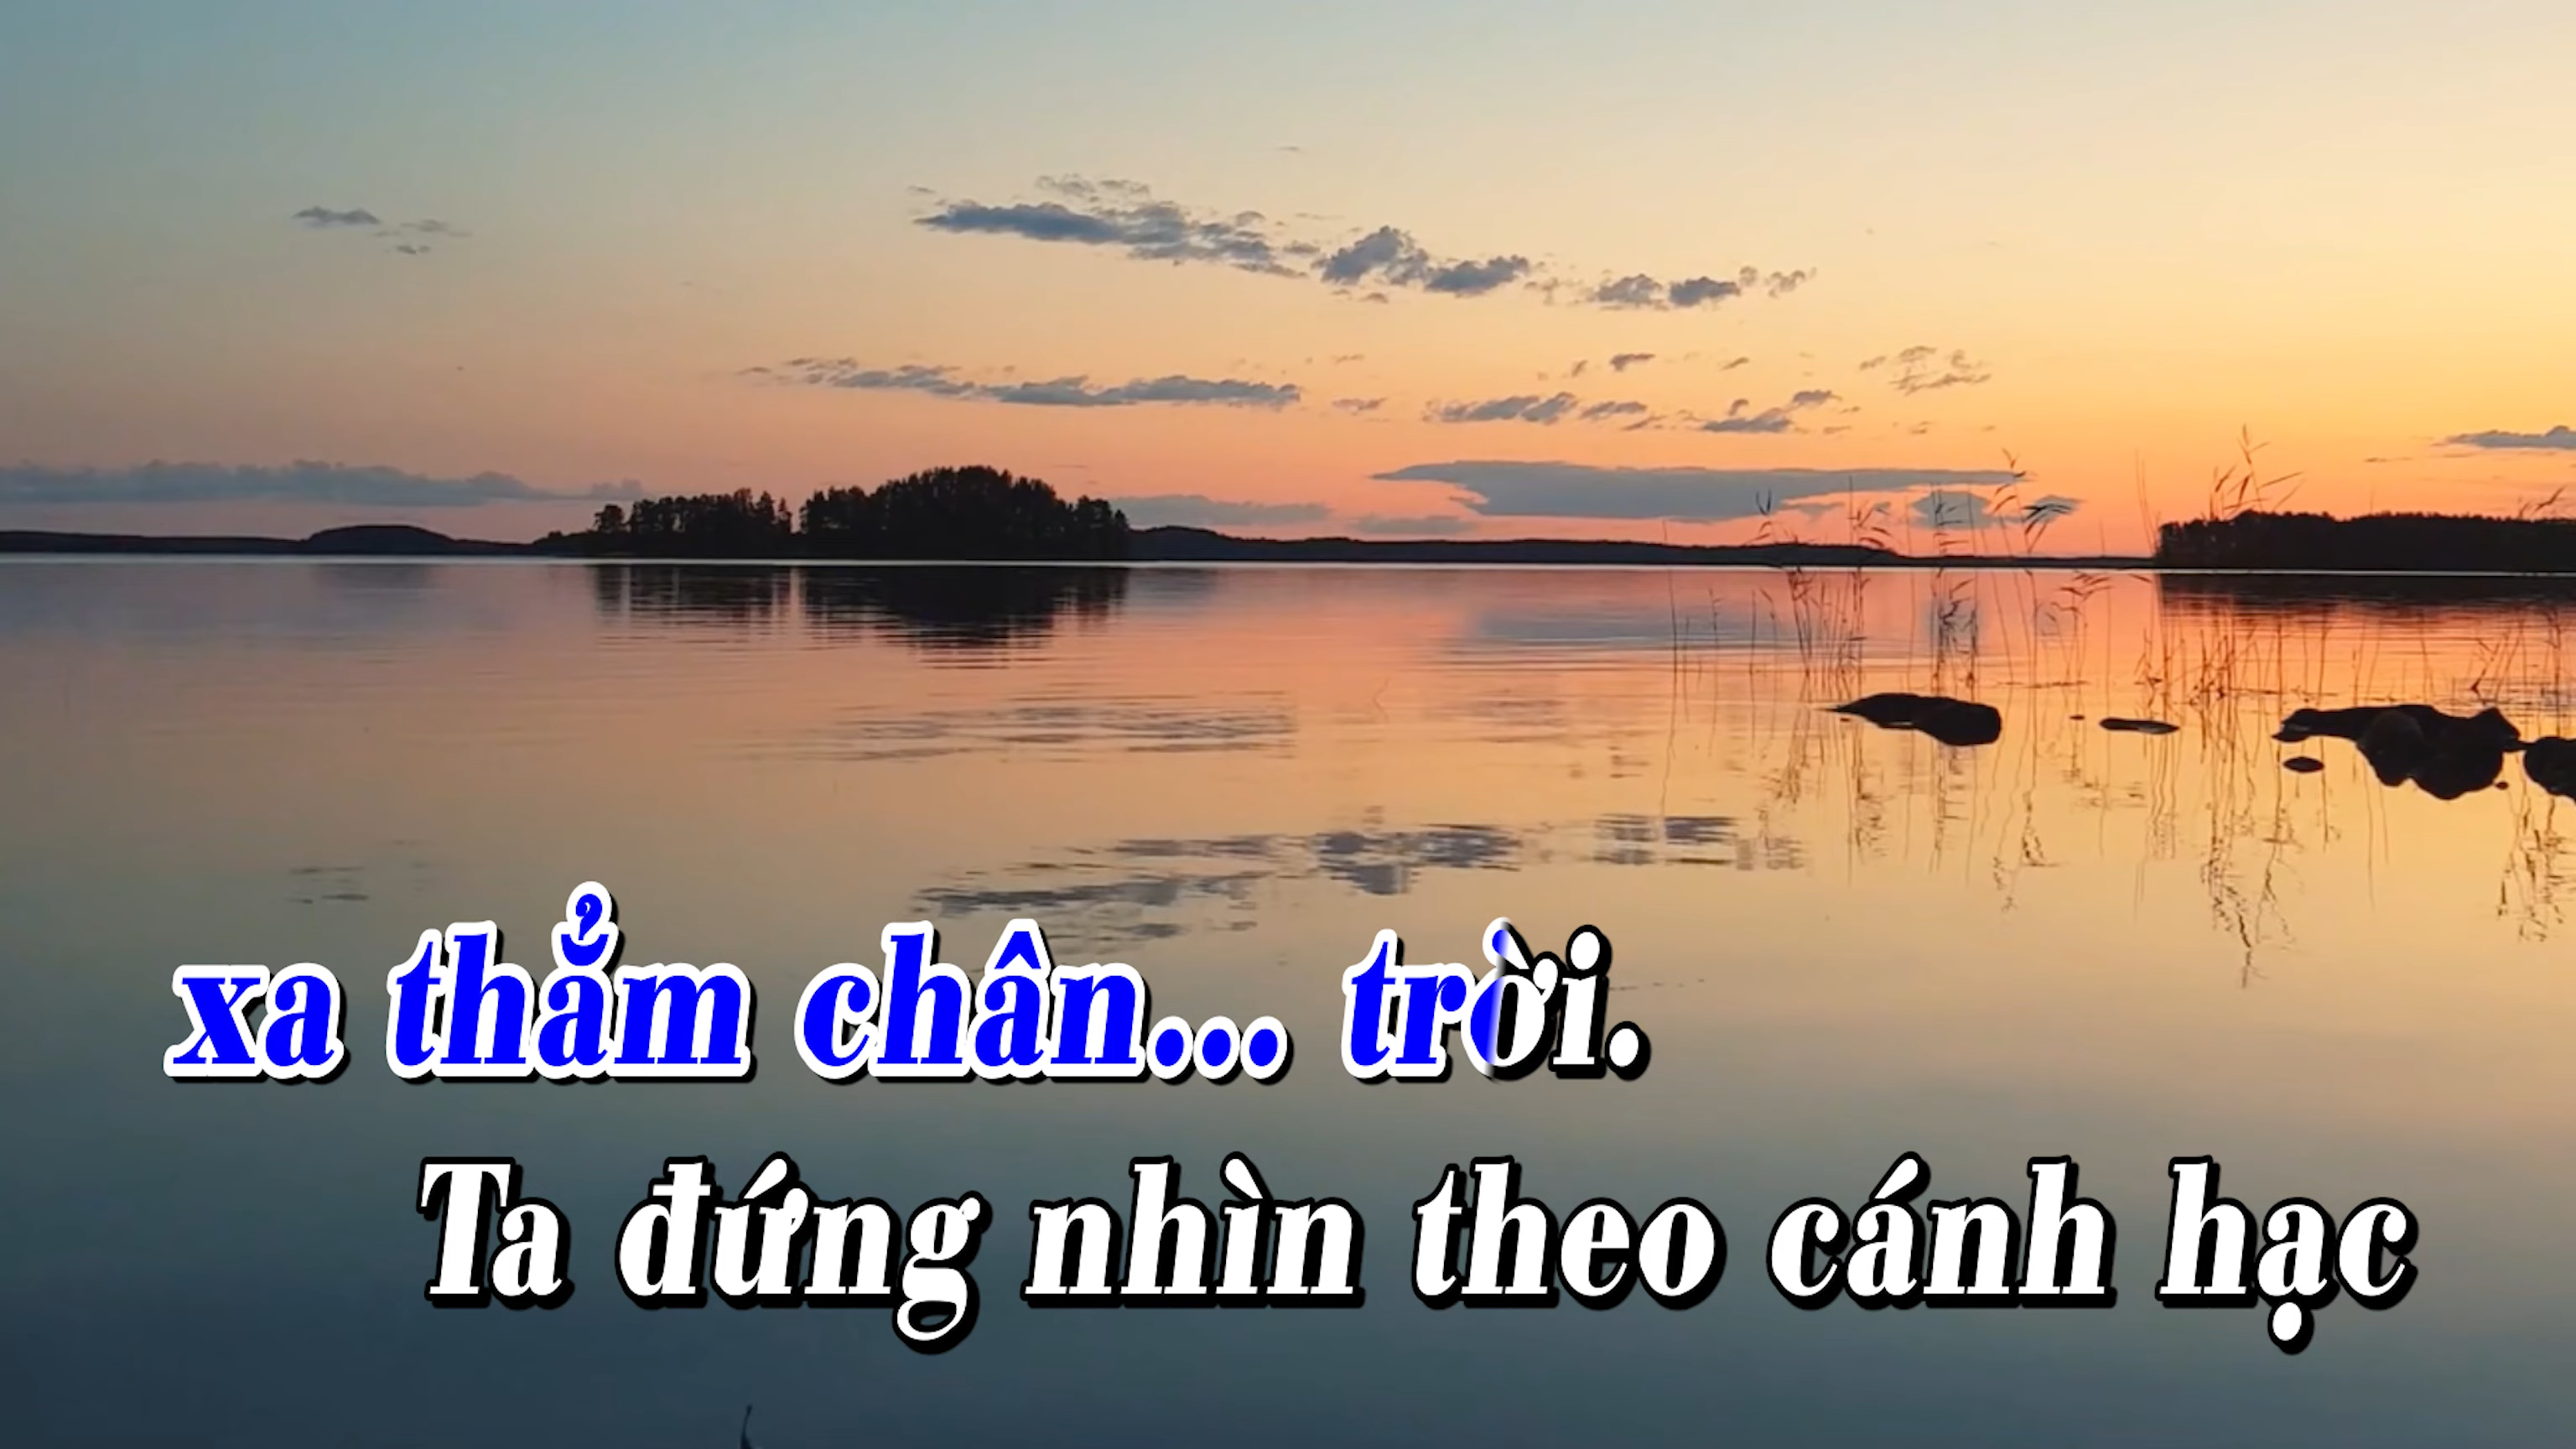 xa thẳm chân... trời.
Ta đứng nhìn theo cánh hạc